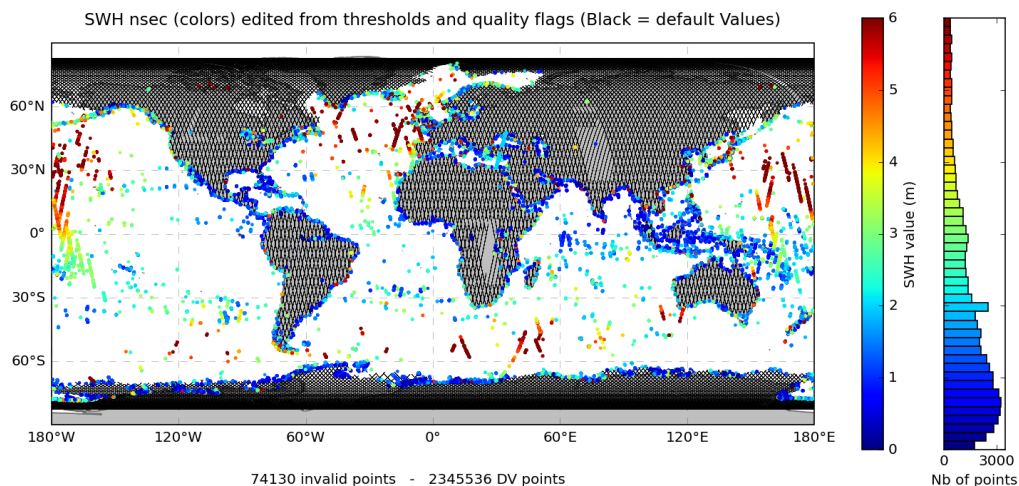 SWH nsec (colors) edited from thresholds and quality flags (Black = default Values)
60°N
30°N
0°
30°S
60°S
180°W 120°W 60°W 0° 60°E 120°E 180°E
74130 invalid points - 2345536 DV points
6
5
4
3
2
1
0
SWH value (m)
0 3000
Nb of points